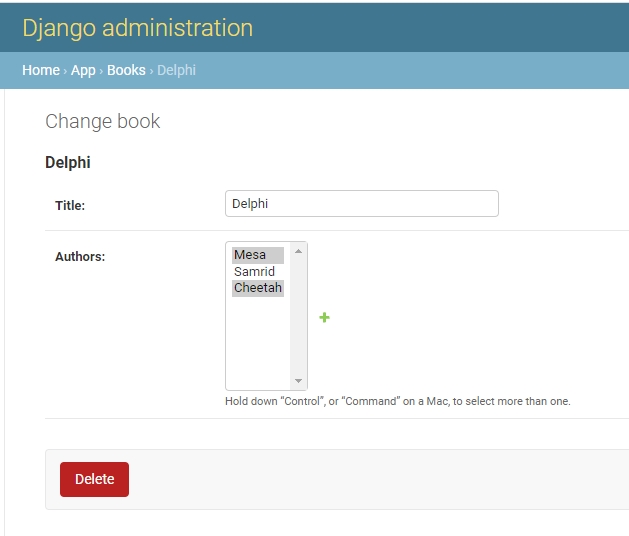 Django administration
Home › App › Books › Delphi
Change book
Delphi
Title: Delphi
Authors: Mesa
Samrid
Cheetah
Hold down “Control”, or “Command” on a Mac, to select more than one.
Delete